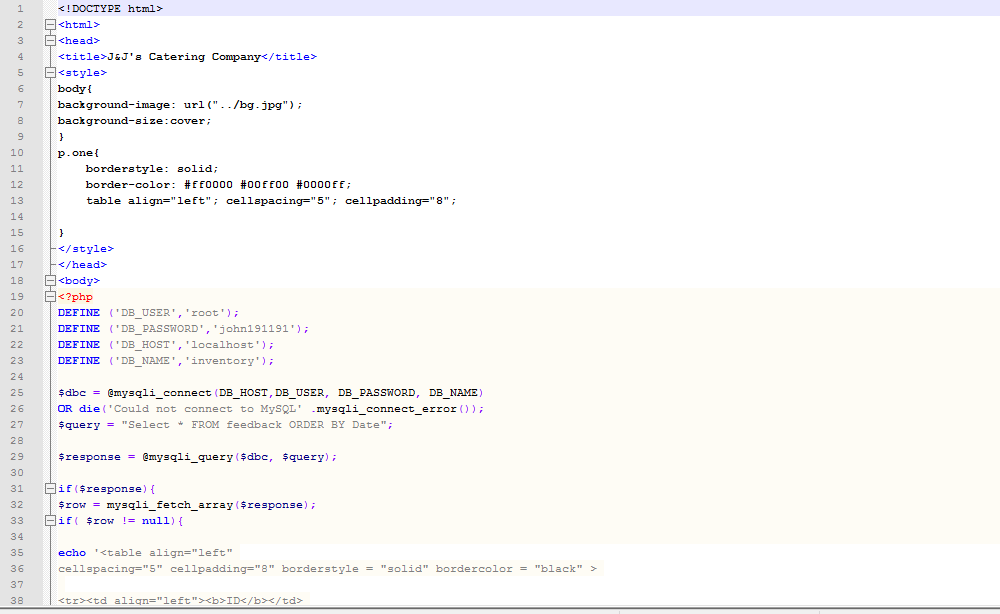 1 <!DOCTYPE html>
2 <html>
3 <head>
4 <title>J&J's Catering Company</title>
5 <style>
6 body{
7 background-image: url("../bg.jpg");
8 background-size:cover;
9 }
10 p.one{
11 borderstyle: solid;
12 border-color: #ff0000 #00ff00 #0000ff;
13 table align="left"; cellspacing="5"; cellpadding="8";
14
15 }
16 </style>
17 </head>
18 <body>
19 <?php
20 DEFINE ('DB_USER','root');
21 DEFINE ('DB_PASSWORD','john191191');
22 DEFINE ('DB_HOST','localhost');
23 DEFINE ('DB_NAME','inventory');
24
25 $dbc = @mysqli_connect(DB_HOST,DB_USER, DB_PASSWORD, DB_NAME)
26 OR die('Could not connect to MySQL' .mysqli_connect_error());
27 $query = "Select * FROM feedback ORDER BY Date";
28
29 $response = @mysqli_query($dbc, $query);
30
31 if($response){
32 $row = mysqli_fetch_array($response);
33 if( $row != null){
34
35 echo '<table align="left"
36 cellspacing="5" cellpadding="8" borderstyle = "solid" bordercolor = "black" >
37
38 <tr><td align="left"><b>ID</b></td>